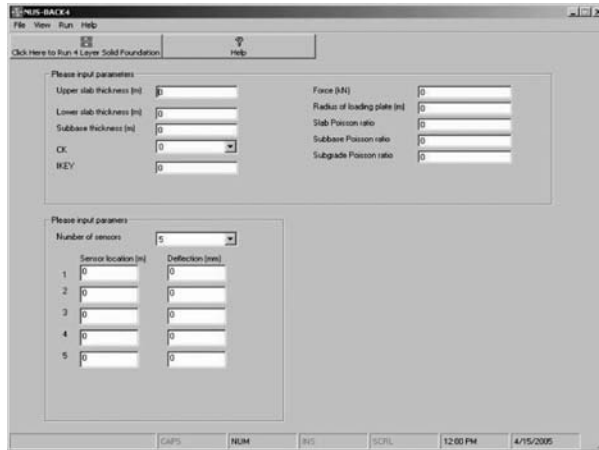 NUS-BACK4
File View Run Help
Click Here to Run 4 Layer Solid Foundation
Help
Please input parameters
Upper slab thickness (m) 0
Lower slab thickness (m) 0
Subbase thickness (m) 0
CK 0
IKEY 0
Force (kN) 0
Radius of loading plate (m) 0
Slab Poisson ratio 0
Subbase Poisson ratio 0
Subgrade Poisson ratio 0
Please input paramers
Number of sensors 5
Sensor location (m) Deflection (mm)
1 0 0
2 0 0
3 0 0
4 0 0
5 0 0
CAPS NUM INS SCRL 12:00 PM 4/15/2005